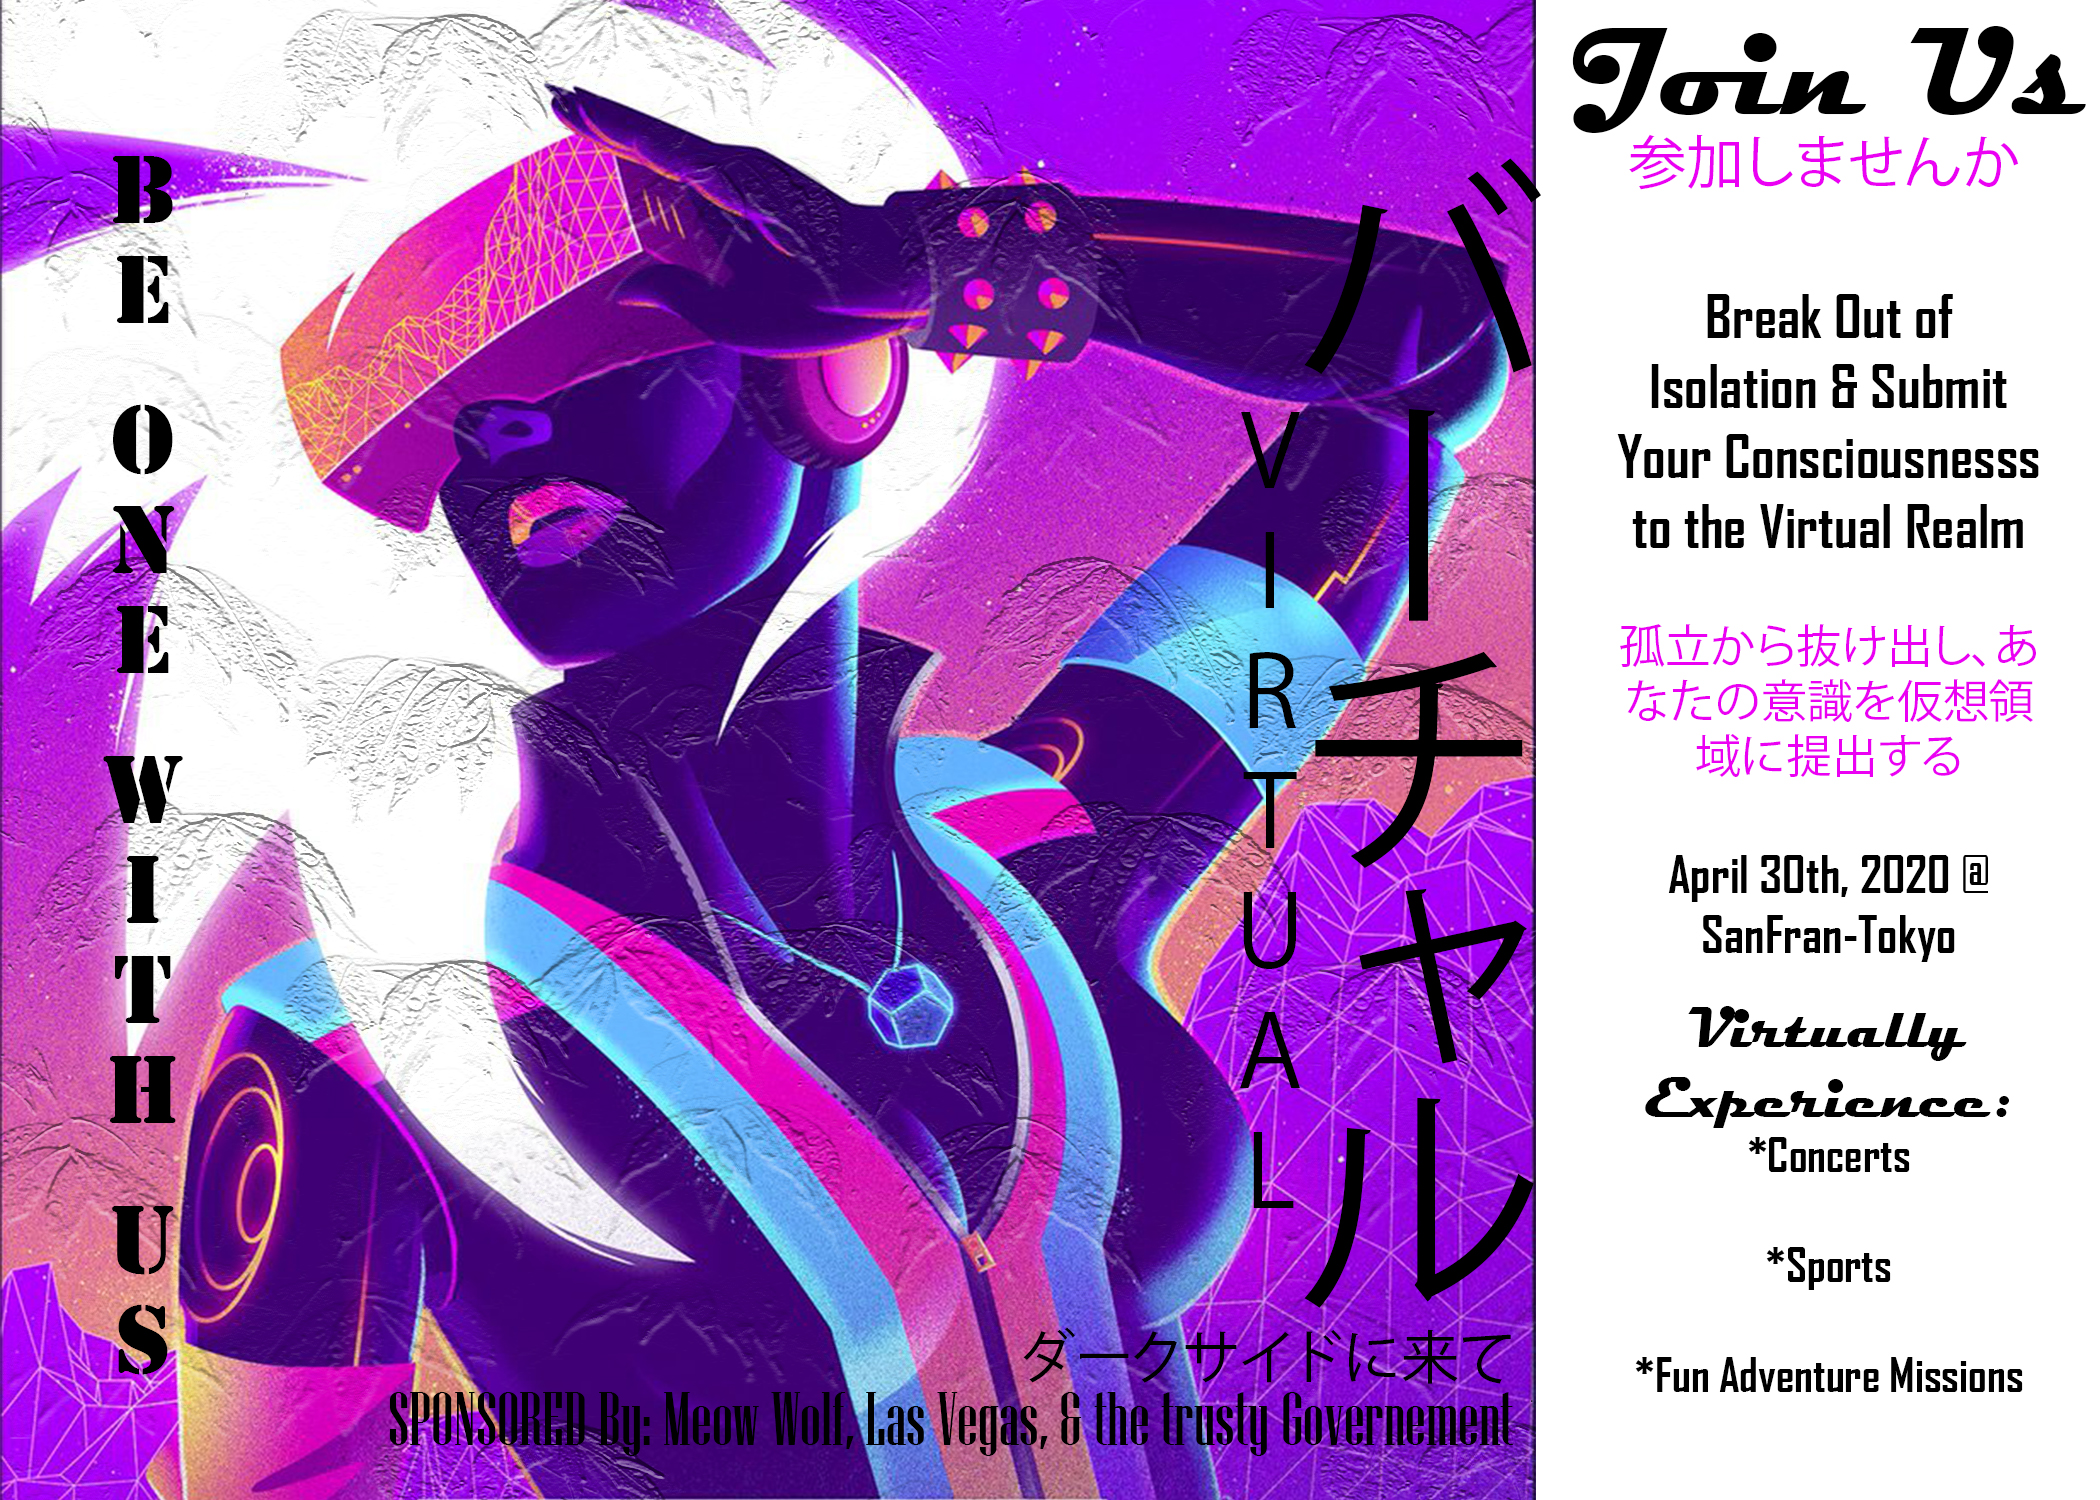 BE ONE WITH US
バーチャル
VIRTUAL
ダークサイドに来て
SPONSORED By: Meow Wolf, Las Vegas, & the trusty Governement
Join Us
参加しませんか
Break Out of
Isolation & Submit
Your Consciousnesss
to the Virtual Realm
孤立から抜け出し、あ
なたの意識を仮想領
域に提出する
April 30th, 2020 @
SanFran-Tokyo
Virtually
Experience:
*Concerts
*Sports
*Fun Adventure Missions